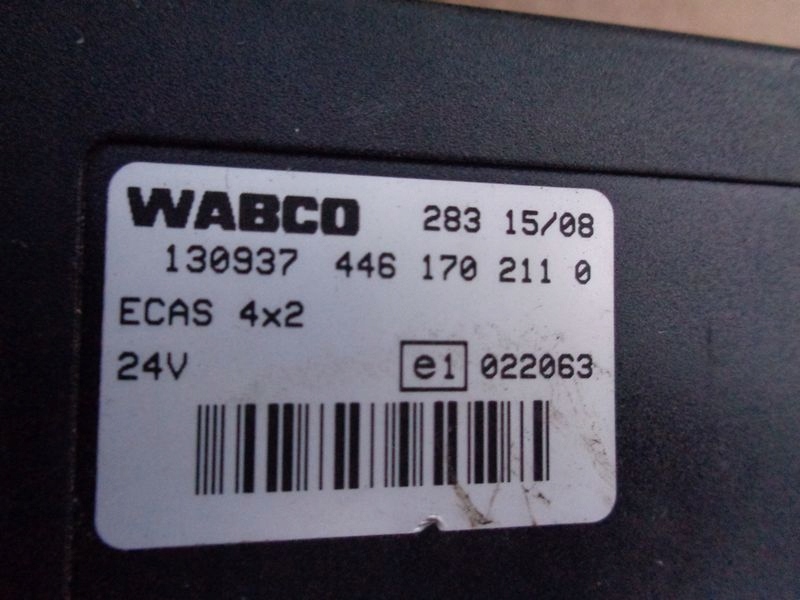 WABCO 283 15/08
130937 446 170 211 0
ECAS 4x2
24V e1 022063